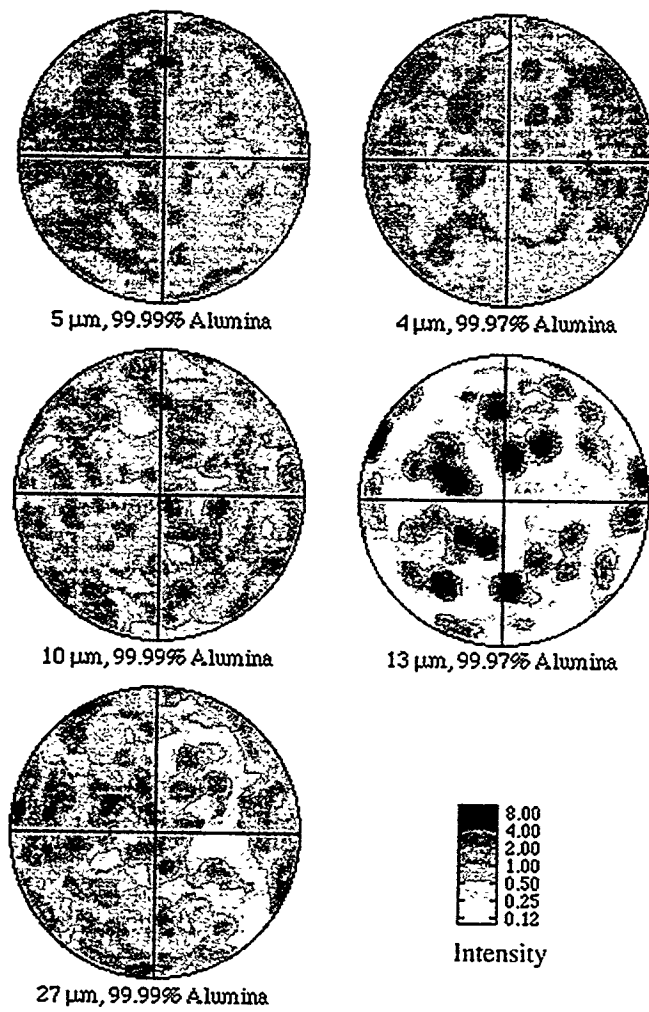 5 µm, 99.99% Alumina
4 µm, 99.97% Alumina
10 µm, 99.99% Alumina
13 µm, 99.97% Alumina
27 µm, 99.99% Alumina
8.00
4.00
2.00
1.00
0.50
0.25
0.12
Intensity